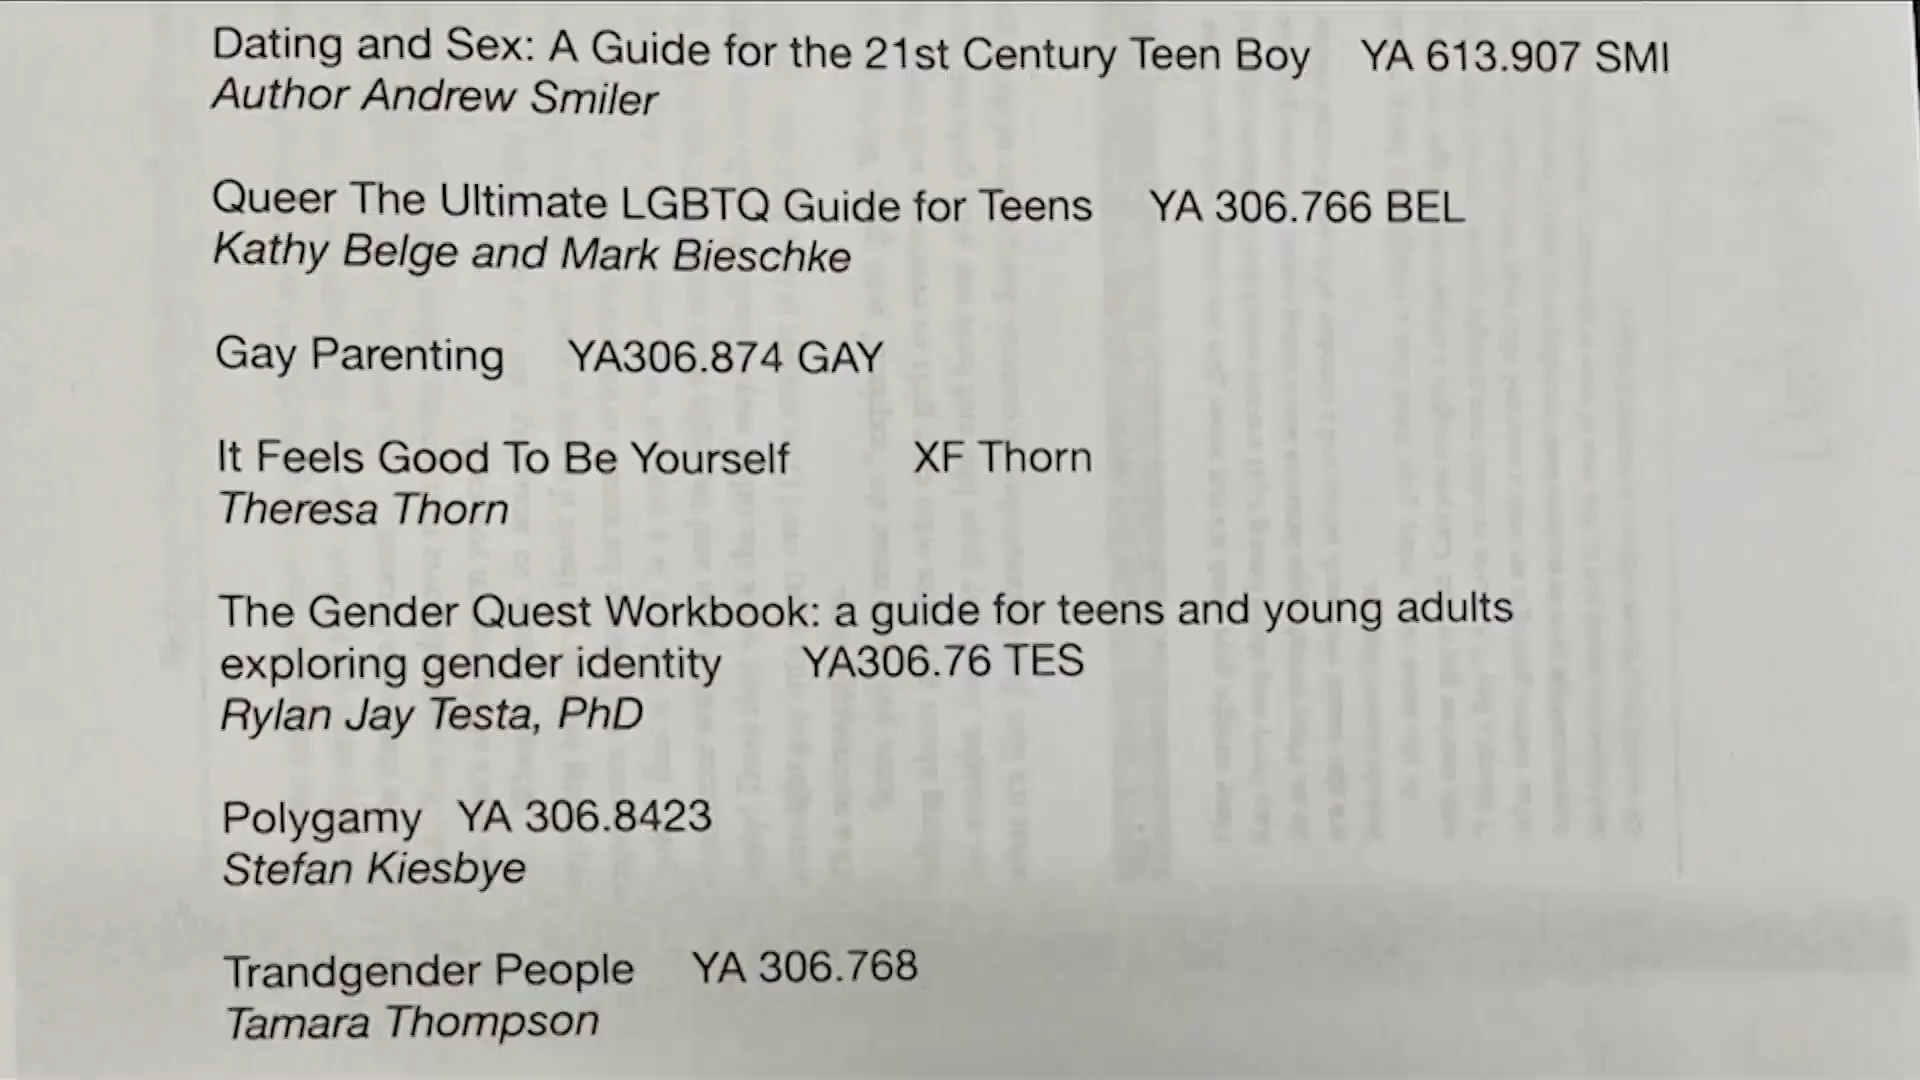 Dating and Sex: A Guide for the 21st Century Teen Boy YA 613.907 SMI
Author Andrew Smiler
Queer The Ultimate LGBTQ Guide for Teens YA 306.766 BEL
Kathy Belge and Mark Bieschke
Gay Parenting YA306.874 GAY
It Feels Good To Be Yourself XF Thorn
Theresa Thorn
The Gender Quest Workbook: a guide for teens and young adults
exploring gender identity YA306.76 TES
Rylan Jay Testa, PhD
Polygamy YA 306.8423
Stefan Kiesbye
Trandgender People YA 306.768
Tamara Thompson